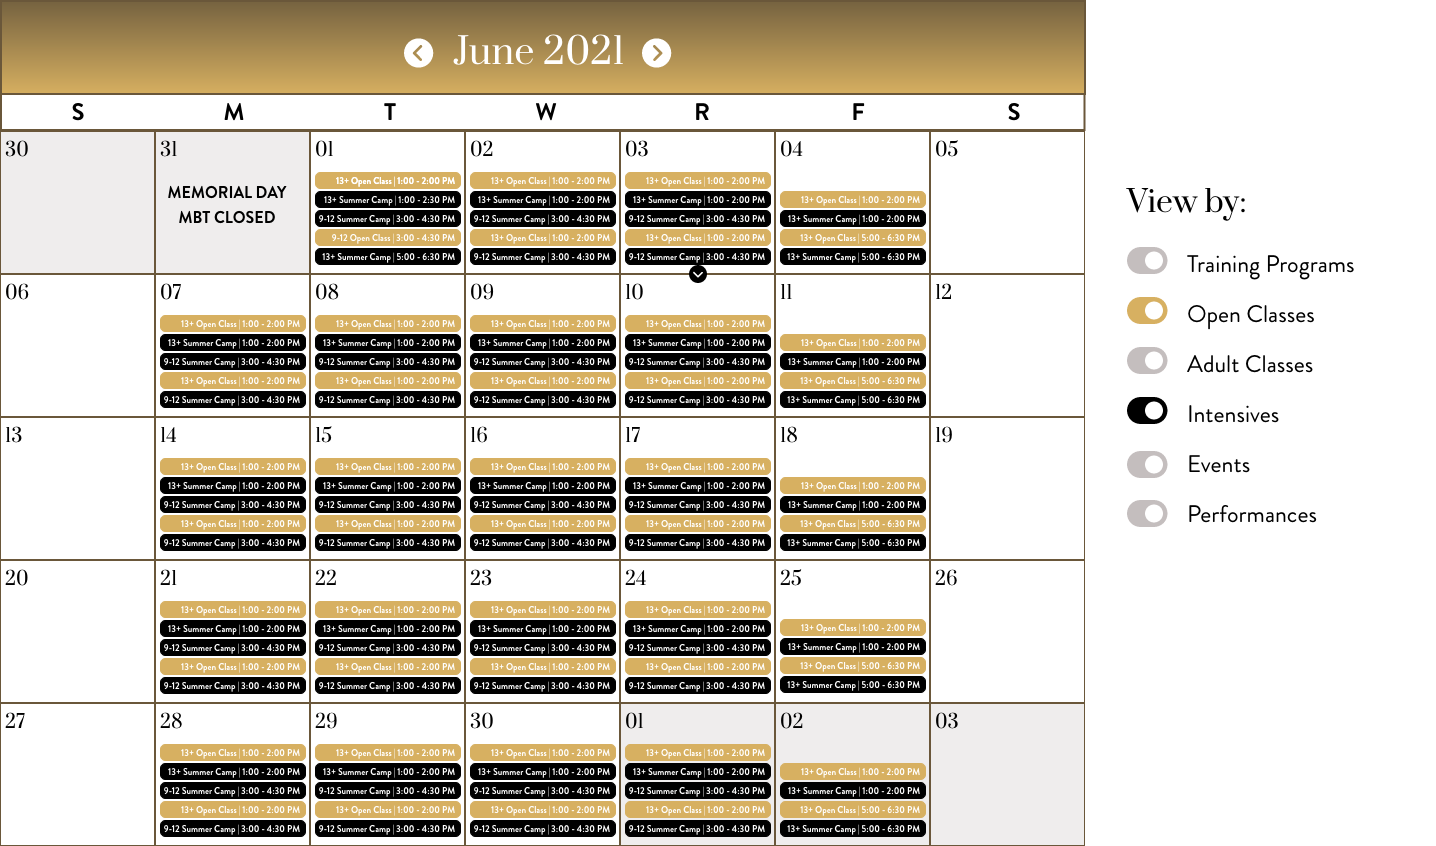 June 2021
S M T W R F S
30 31 01 02 03 04 05
MEMORIAL DAY
MBT CLOSED
13+ Open Class | 1:00 - 2:00 PM
13+ Summer Camp | 1:00 - 2:30 PM
9-12 Summer Camp | 3:00 - 4:30 PM
9-12 Open Class | 3:00 - 4:30 PM
13+ Summer Camp | 5:00 - 6:30 PM
13+ Open Class | 1:00 - 2:00 PM
13+ Summer Camp | 1:00 - 2:00 PM
9-12 Summer Camp | 3:00 - 4:30 PM
13+ Open Class | 1:00 - 2:00 PM
9-12 Summer Camp | 3:00 - 4:30 PM
13+ Open Class | 1:00 - 2:00 PM
13+ Summer Camp | 1:00 - 2:00 PM
9-12 Summer Camp | 3:00 - 4:30 PM
13+ Open Class | 1:00 - 2:00 PM
9-12 Summer Camp | 3:00 - 4:30 PM
13+ Open Class | 1:00 - 2:00 PM
13+ Summer Camp | 1:00 - 2:00 PM
13+ Open Class | 5:00 - 6:30 PM
13+ Summer Camp | 5:00 - 6:30 PM
06 07 08 09 10 11 12
13+ Open Class | 1:00 - 2:00 PM
13+ Summer Camp | 1:00 - 2:00 PM
9-12 Summer Camp | 3:00 - 4:30 PM
13+ Open Class | 1:00 - 2:00 PM
9-12 Summer Camp | 3:00 - 4:30 PM
13+ Open Class | 1:00 - 2:00 PM
13+ Summer Camp | 1:00 - 2:00 PM
9-12 Summer Camp | 3:00 - 4:30 PM
13+ Open Class | 1:00 - 2:00 PM
9-12 Summer Camp | 3:00 - 4:30 PM
13+ Open Class | 1:00 - 2:00 PM
13+ Summer Camp | 1:00 - 2:00 PM
9-12 Summer Camp | 3:00 - 4:30 PM
13+ Open Class | 1:00 - 2:00 PM
9-12 Summer Camp | 3:00 - 4:30 PM
13+ Open Class | 1:00 - 2:00 PM
13+ Summer Camp | 1:00 - 2:00 PM
9-12 Summer Camp | 3:00 - 4:30 PM
13+ Open Class | 1:00 - 2:00 PM
9-12 Summer Camp | 3:00 - 4:30 PM
13+ Open Class | 1:00 - 2:00 PM
13+ Summer Camp | 1:00 - 2:00 PM
13+ Open Class | 5:00 - 6:30 PM
13+ Summer Camp | 5:00 - 6:30 PM
13 14 15 16 17 18 19
13+ Open Class | 1:00 - 2:00 PM
13+ Summer Camp | 1:00 - 2:00 PM
9-12 Summer Camp | 3:00 - 4:30 PM
13+ Open Class | 1:00 - 2:00 PM
9-12 Summer Camp | 3:00 - 4:30 PM
13+ Open Class | 1:00 - 2:00 PM
13+ Summer Camp | 1:00 - 2:00 PM
9-12 Summer Camp | 3:00 - 4:30 PM
13+ Open Class | 1:00 - 2:00 PM
9-12 Summer Camp | 3:00 - 4:30 PM
13+ Open Class | 1:00 - 2:00 PM
13+ Summer Camp | 1:00 - 2:00 PM
9-12 Summer Camp | 3:00 - 4:30 PM
13+ Open Class | 1:00 - 2:00 PM
9-12 Summer Camp | 3:00 - 4:30 PM
13+ Open Class | 1:00 - 2:00 PM
13+ Summer Camp | 1:00 - 2:00 PM
9-12 Summer Camp | 3:00 - 4:30 PM
13+ Open Class | 1:00 - 2:00 PM
9-12 Summer Camp | 3:00 - 4:30 PM
13+ Open Class | 1:00 - 2:00 PM
13+ Summer Camp | 1:00 - 2:00 PM
13+ Open Class | 5:00 - 6:30 PM
13+ Summer Camp | 5:00 - 6:30 PM
20 21 22 23 24 25 26
13+ Open Class | 1:00 - 2:00 PM
13+ Summer Camp | 1:00 - 2:00 PM
9-12 Summer Camp | 3:00 - 4:30 PM
13+ Open Class | 1:00 - 2:00 PM
9-12 Summer Camp | 3:00 - 4:30 PM
13+ Open Class | 1:00 - 2:00 PM
13+ Summer Camp | 1:00 - 2:00 PM
9-12 Summer Camp | 3:00 - 4:30 PM
13+ Open Class | 1:00 - 2:00 PM
9-12 Summer Camp | 3:00 - 4:30 PM
13+ Open Class | 1:00 - 2:00 PM
13+ Summer Camp | 1:00 - 2:00 PM
9-12 Summer Camp | 3:00 - 4:30 PM
13+ Open Class | 1:00 - 2:00 PM
9-12 Summer Camp | 3:00 - 4:30 PM
13+ Open Class | 1:00 - 2:00 PM
13+ Summer Camp | 1:00 - 2:00 PM
9-12 Summer Camp | 3:00 - 4:30 PM
13+ Open Class | 1:00 - 2:00 PM
9-12 Summer Camp | 3:00 - 4:30 PM
13+ Open Class | 1:00 - 2:00 PM
13+ Summer Camp | 1:00 - 2:00 PM
13+ Open Class | 5:00 - 6:30 PM
13+ Summer Camp | 5:00 - 6:30 PM
27 28 29 30 01 02 03
13+ Open Class | 1:00 - 2:00 PM
13+ Summer Camp | 1:00 - 2:00 PM
9-12 Summer Camp | 3:00 - 4:30 PM
13+ Open Class | 1:00 - 2:00 PM
9-12 Summer Camp | 3:00 - 4:30 PM
13+ Open Class | 1:00 - 2:00 PM
13+ Summer Camp | 1:00 - 2:00 PM
9-12 Summer Camp | 3:00 - 4:30 PM
13+ Open Class | 1:00 - 2:00 PM
9-12 Summer Camp | 3:00 - 4:30 PM
13+ Open Class | 1:00 - 2:00 PM
13+ Summer Camp | 1:00 - 2:00 PM
9-12 Summer Camp | 3:00 - 4:30 PM
13+ Open Class | 1:00 - 2:00 PM
9-12 Summer Camp | 3:00 - 4:30 PM
13+ Open Class | 1:00 - 2:00 PM
13+ Summer Camp | 1:00 - 2:00 PM
9-12 Summer Camp | 3:00 - 4:30 PM
13+ Open Class | 1:00 - 2:00 PM
9-12 Summer Camp | 3:00 - 4:30 PM
13+ Open Class | 1:00 - 2:00 PM
13+ Summer Camp | 1:00 - 2:00 PM
13+ Open Class | 5:00 - 6:30 PM
13+ Summer Camp | 5:00 - 6:30 PM
View by:
Training Programs
Open Classes
Adult Classes
Intensives
Events
Performances